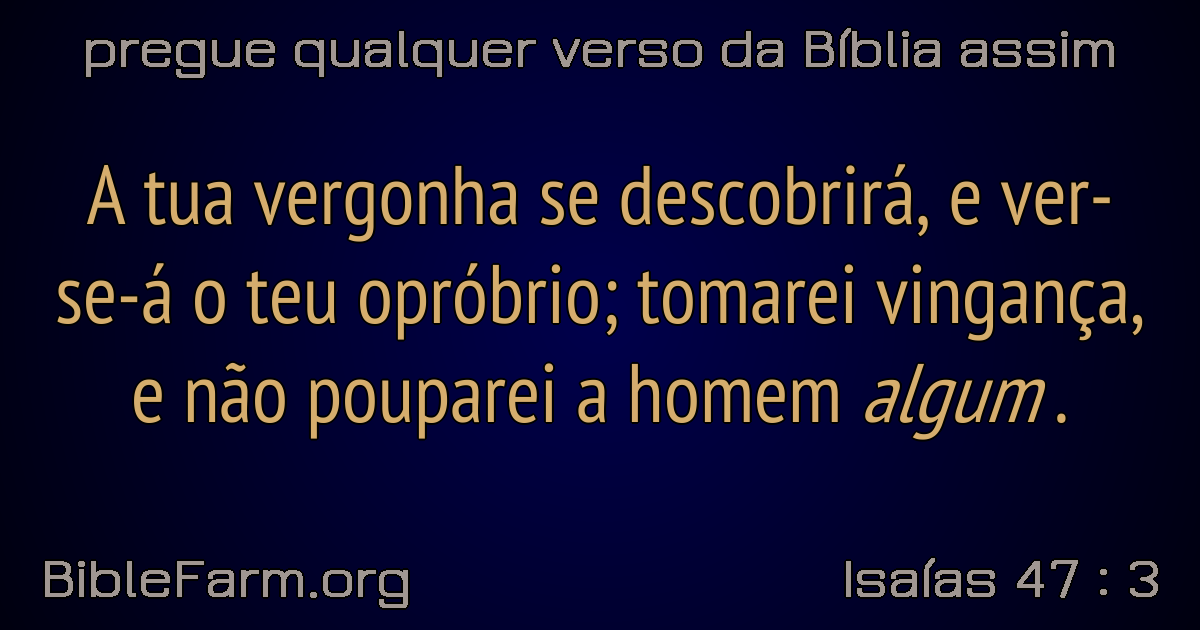 pregue qualquer verso da Bíblia assim
A tua vergonha se descobrirá, e ver-
se-á o teu opróbrio; tomarei vingança,
e não pouparei a homem algum .
BibleFarm.org
Isaías 47 : 3